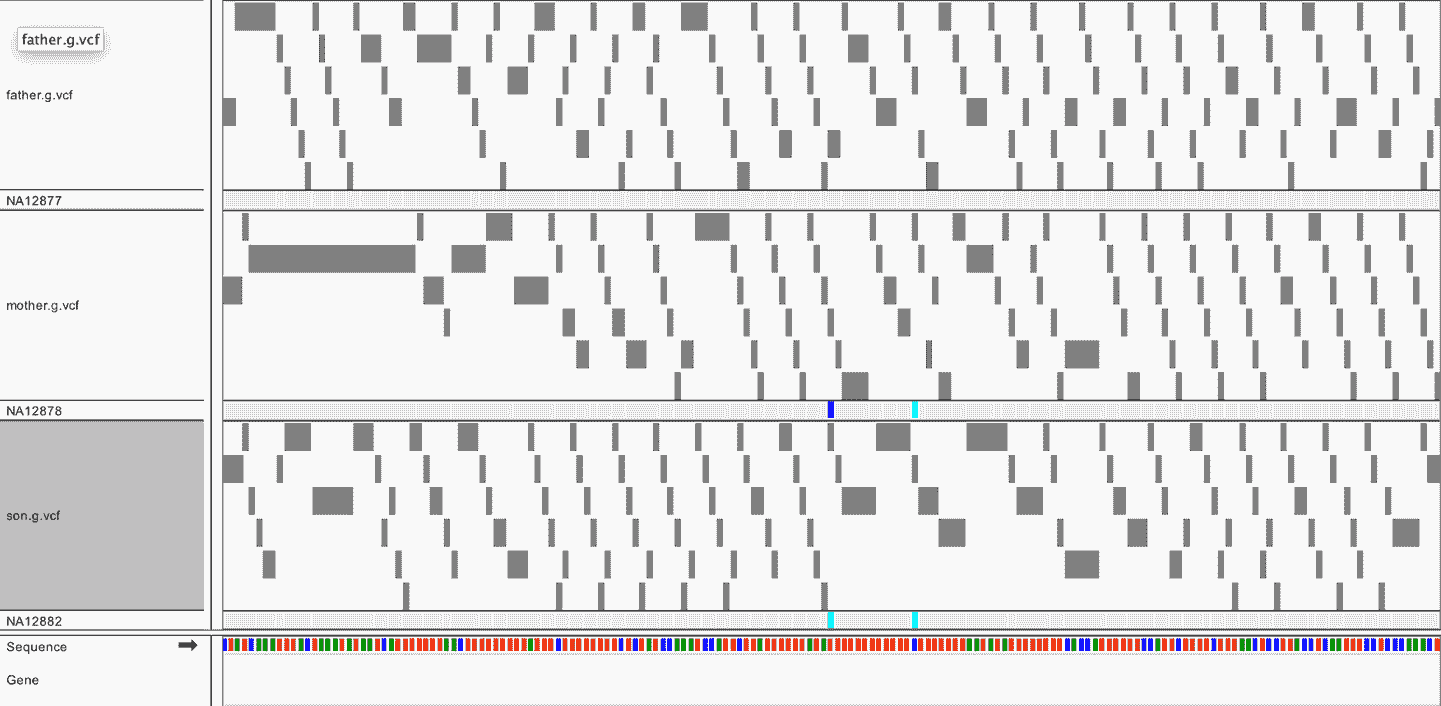 father.g.vcf
father.g.vcf
NA12877
mother.g.vcf
NA12878
son.g.vcf
NA12882
Sequence
Gene